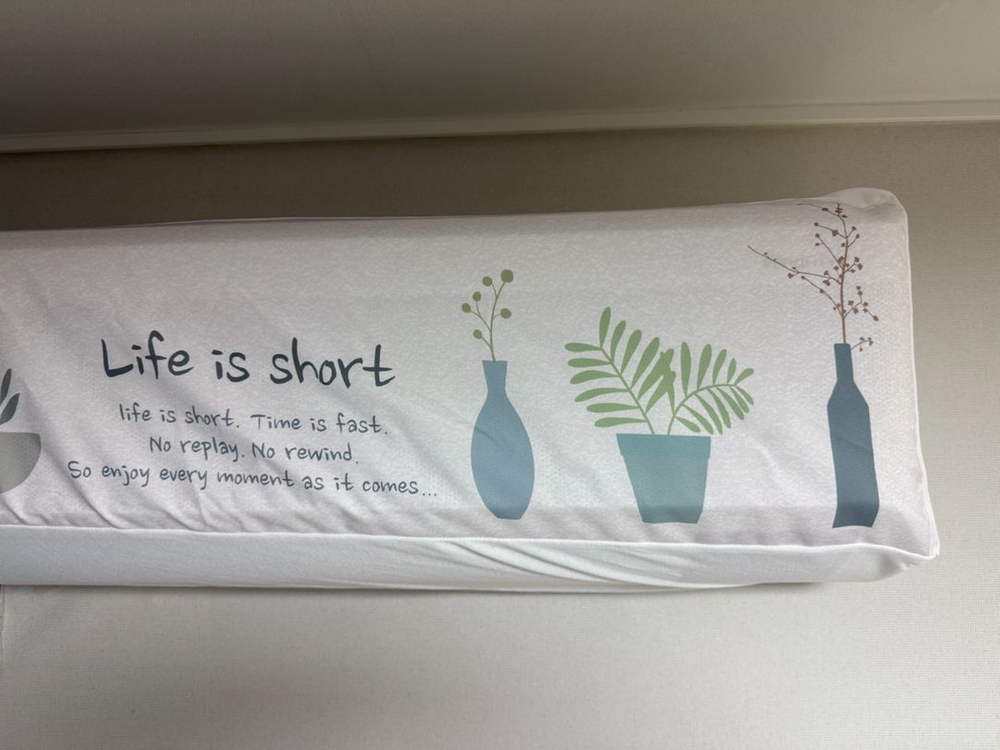 Life is short
life is short. Time is fast.
No replay. No rewind.
So enjoy every moment as it comes...